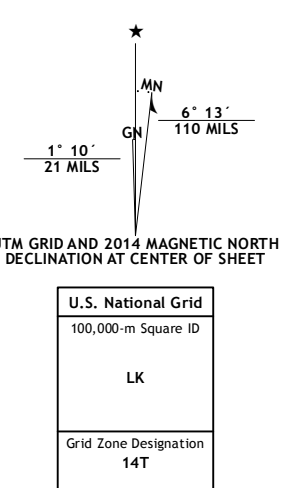 ★
MN
GN
6° 13´
110 MILS
1° 10´
21 MILS
UTM GRID AND 2014 MAGNETIC NORTH
DECLINATION AT CENTER OF SHEET
U.S. National Grid
100,000-m Square ID
LK
Grid Zone Designation
14T